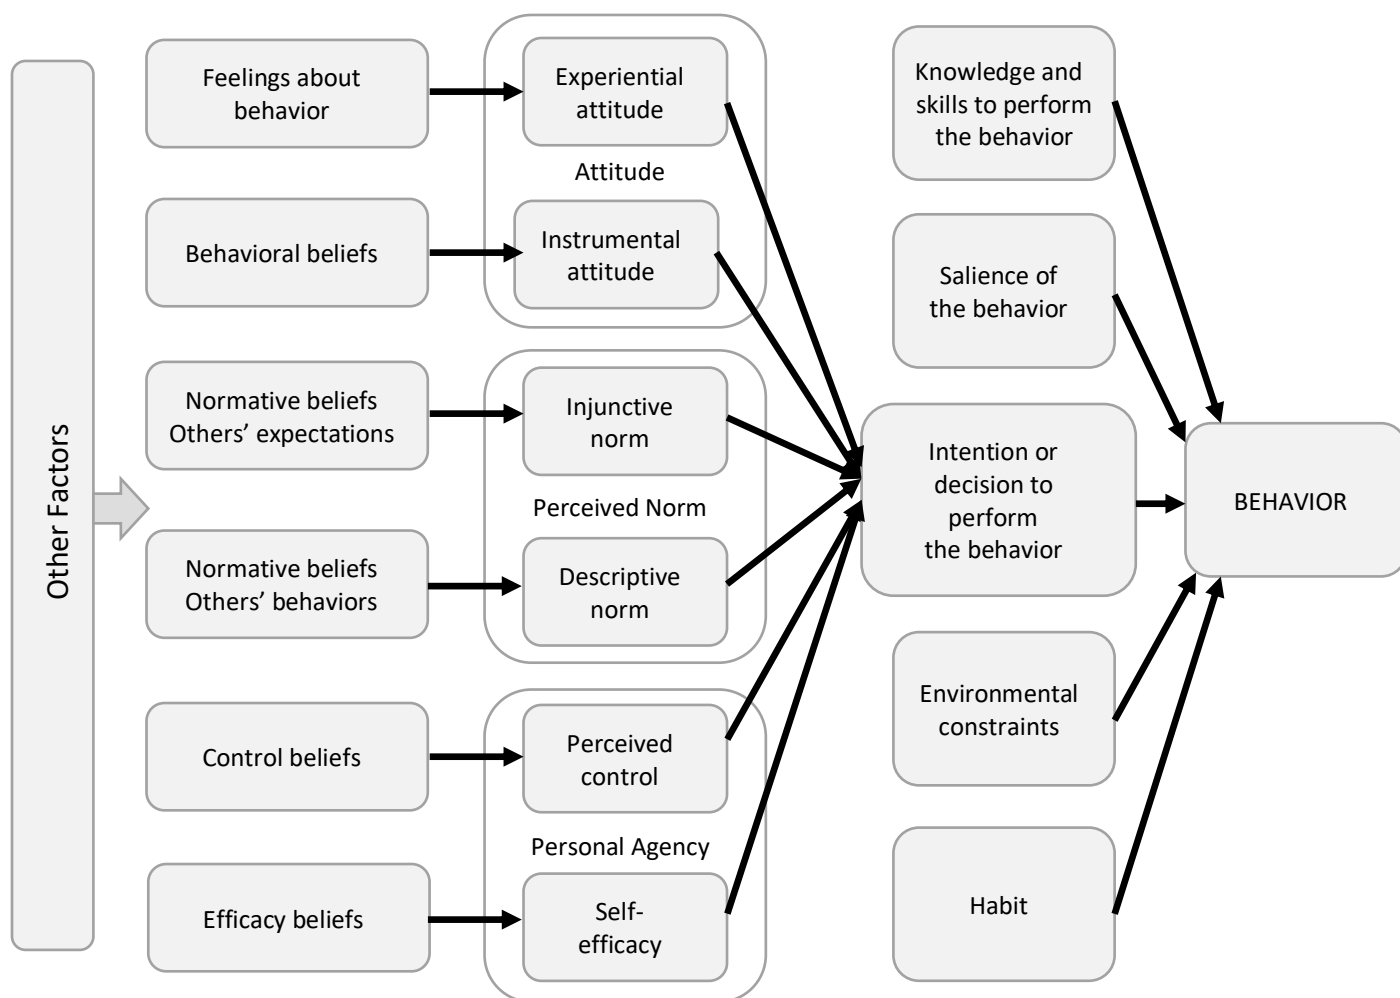 Other Factors
Feelings about
behavior
Behavioral beliefs
Normative beliefs
Others’ expectations
Normative beliefs
Others’ behaviors
Control beliefs
Efficacy beliefs
Experiential
attitude
Attitude
Instrumental
attitude
Injunctive
norm
Perceived Norm
Descriptive
norm
Perceived
control
Personal Agency
Self-
efficacy
Knowledge and
skills to perform
the behavior
Salience of
the behavior
Intention or
decision to
perform
the behavior
Environmental
constraints
Habit
BEHAVIOR